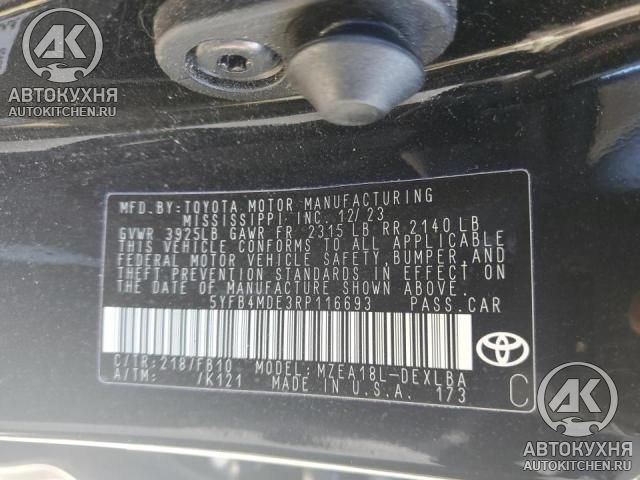 АК
АВТОКУХНЯ
AUTOKITCHEN.RU
MFD.BY:TOYOTA MOTOR MANUFACTURING
MISSISSIPPI INC. 12/23
GVWR 3925LB GAWR FR 2315 LB RR 2140 LB
THIS VEHICLE CONFORMS TO ALL APPLICABLE
FEDERAL MOTOR VEHICLE SAFETY,BUMPER,AND
THEFT PREVENTION STANDARDS IN EFFECT ON
THE DATE OF MANUFACTURE SHOWN ABOVE.
5YFB4MDE3RP116693 PASS.CAR
C/TR:218/FB10 MODEL:MZEA18L-DEXLBA
A/TM: /K121 MADE IN U.S.A. 173
C
АК
АВТОКУХНЯ
AUTOKITCHEN.RU